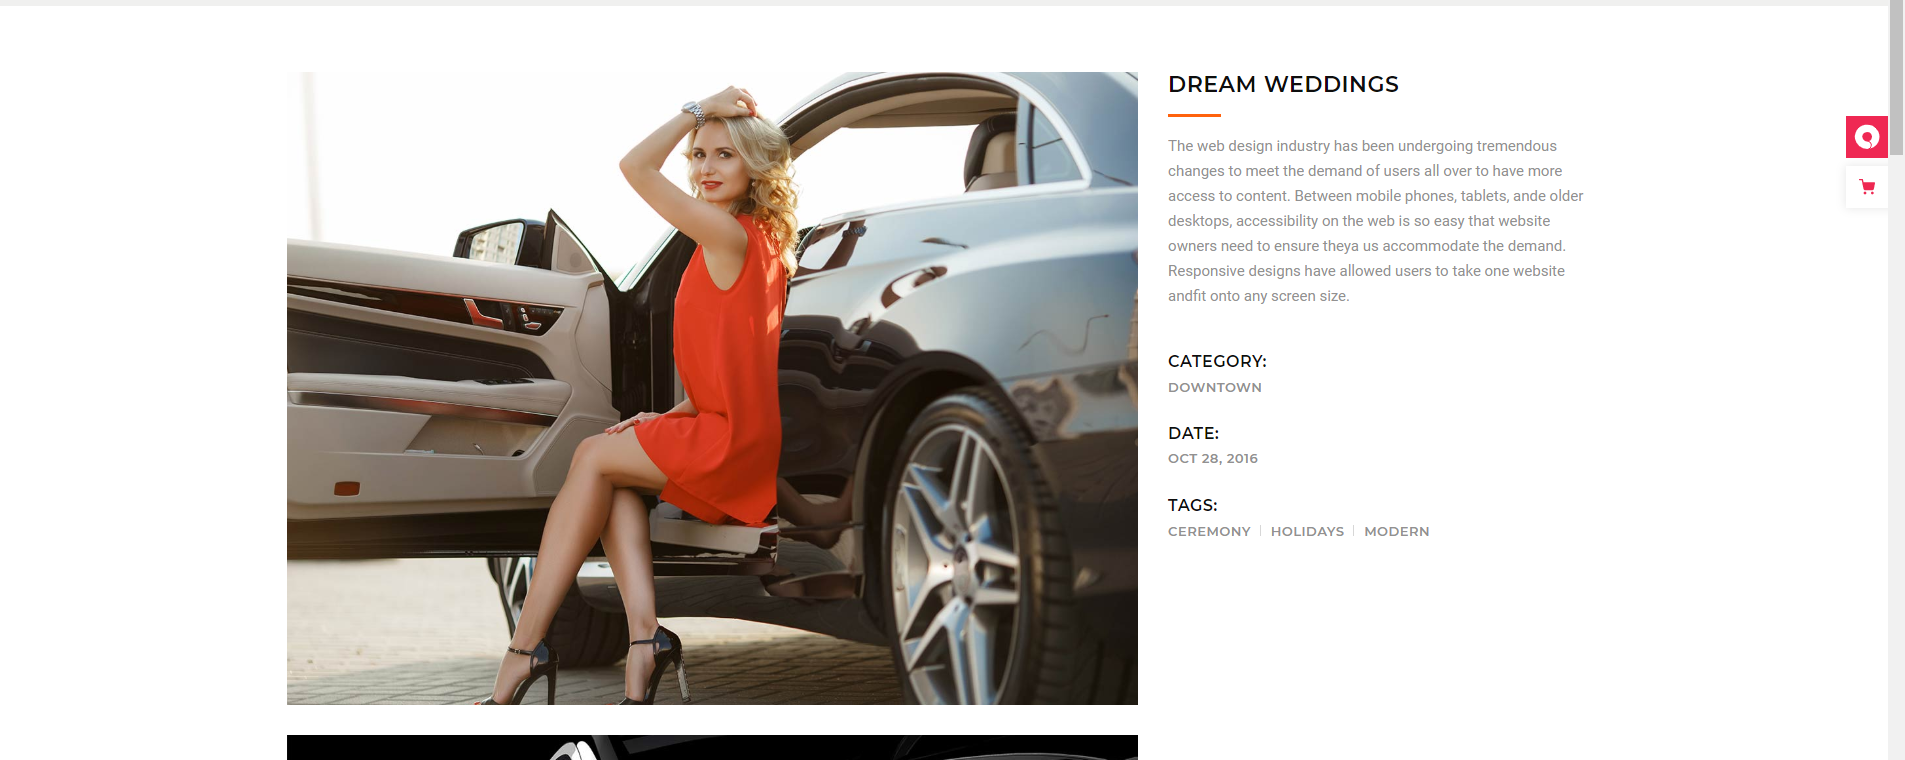 DREAM WEDDINGS
The web design industry has been undergoing tremendous
changes to meet the demand of users all over to have more
access to content. Between mobile phones, tablets, ande older
desktops, accessibility on the web is so easy that website
owners need to ensure theya us accommodate the demand.
Responsive designs have allowed users to take one website
andfit onto any screen size.
CATEGORY:
DOWNTOWN
DATE:
OCT 28, 2016
TAGS:
CEREMONY | HOLIDAYS | MODERN